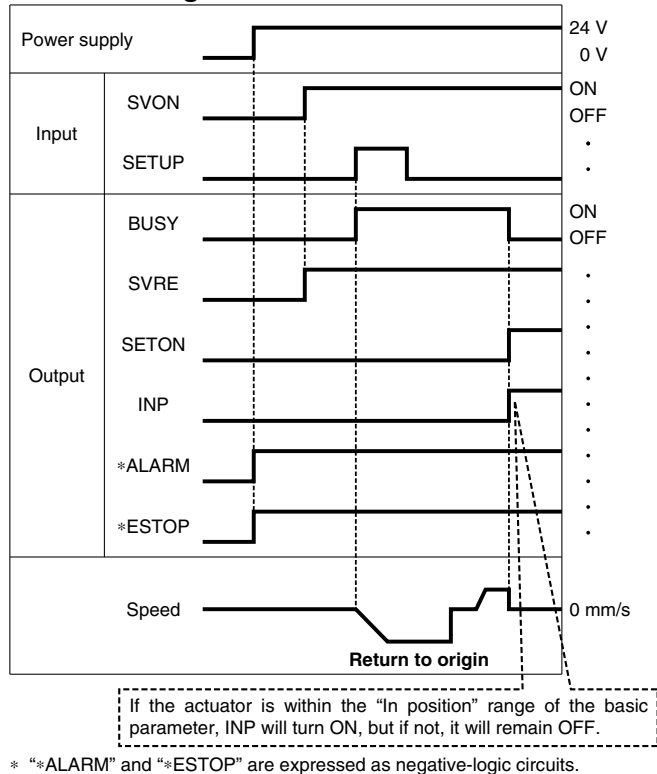 Power supply
24 V
0 V
Input
SVON
ON
OFF
SETUP
Output
BUSY
ON
OFF
SVRE
SETON
INP
*ALARM
*ESTOP
Speed
0 mm/s
Return to origin
If the actuator is within the “In position” range of the basic
parameter, INP will turn ON, but if not, it will remain OFF.
* “*ALARM” and “*ESTOP” are expressed as negative-logic circuits.